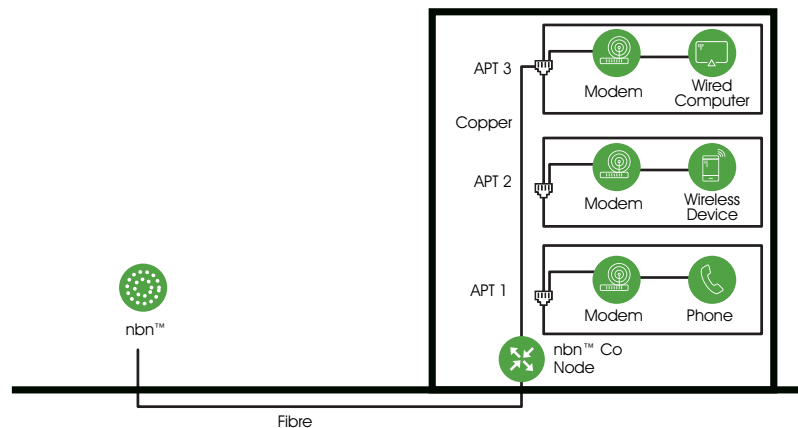 APT 3
Modem
Wired
Computer
Copper
APT 2
Modem
Wireless
Device
APT 1
Modem
Phone
nbn™
nbn™ Co
Node
Fibre